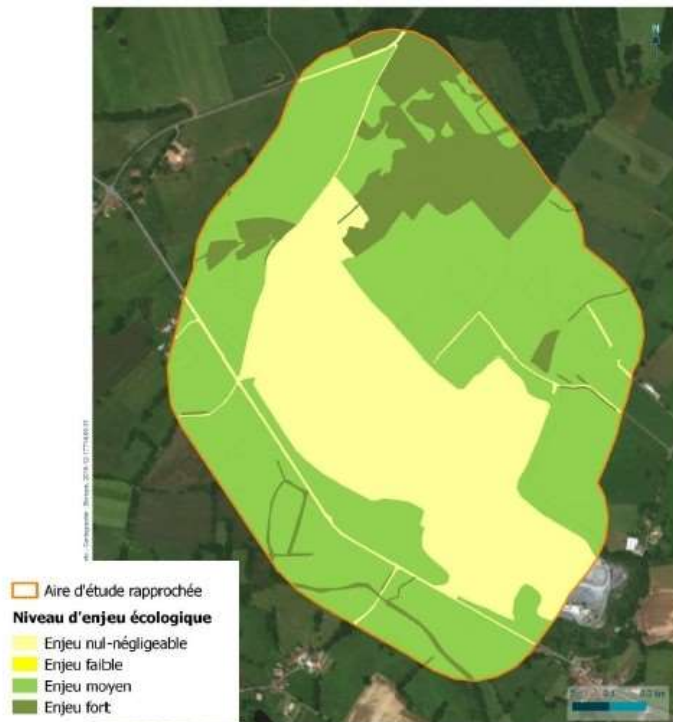 N
Aire d'étude rapprochée
Niveau d'enjeu écologique
Enjeu nul-négligeable
Enjeu faible
Enjeu moyen
Enjeu fort